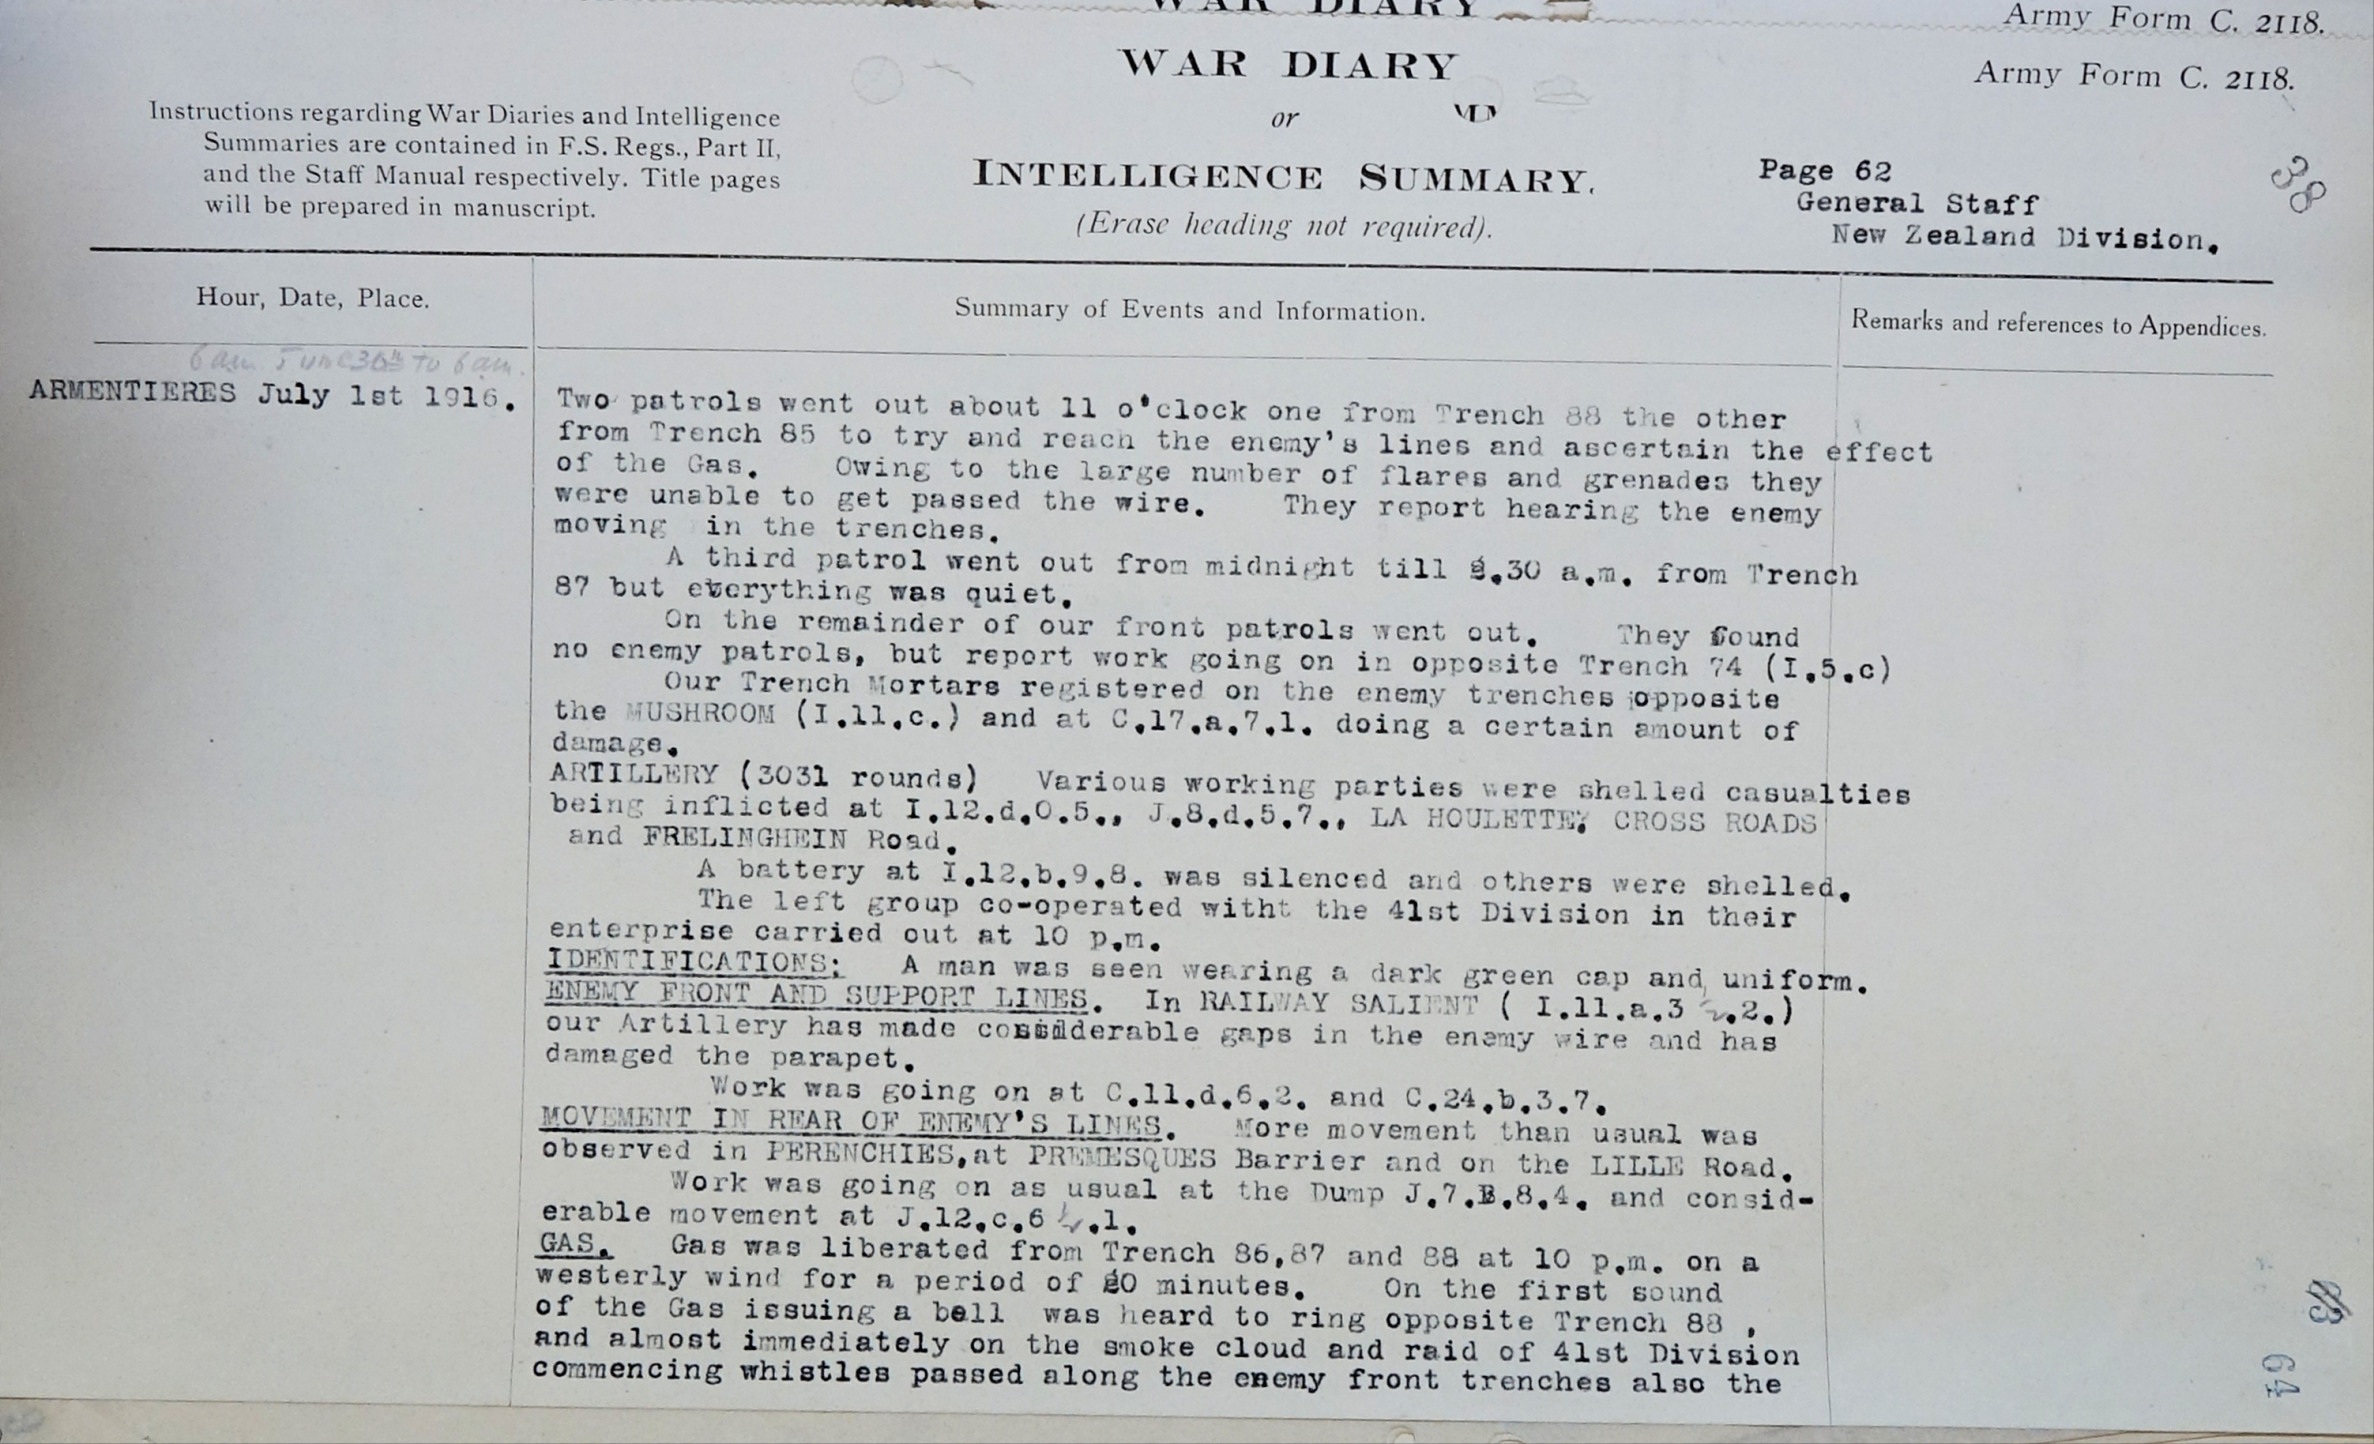 WAR DIARY
Army Form C. 2118.
WAR DIARY
Army Form C. 2118.
or
INTELLIGENCE SUMMARY.
(Erase heading not required).
Instructions regarding War Diaries and Intelligence
Summaries are contained in F.S. Regs., Part II,
and the Staff Manual respectively. Title pages
will be prepared in manuscript.
Page 62
General Staff
New Zealand Division.
38
Hour, Date, Place.
Summary of Events and Information.
Remarks and references to Appendices.
6 am June 30th to 6 am.
ARMENTIERES July 1st 1916.
Two patrols went out about 11 o'clock one from Trench 88 the other
from Trench 85 to try and reach the enemy's lines and ascertain the effect
of the Gas. Owing to the large number of flares and grenades they
were unable to get passed the wire. They report hearing the enemy
moving in the trenches.
A third patrol went out from midnight till .30 a.m. from Trench
87 but everything was quiet.
On the remainder of our front patrols went out. They found
no enemy patrols, but report work going on in opposite Trench 74 (I.5.c)
Our Trench Mortars registered on the enemy trenches opposite
the MUSHROOM (I.11.c.) and at C.17.a.7.1. doing a certain amount of
damage.
ARTILLERY (3031 rounds) Various working parties were shelled casualties
being inflicted at I.12.d.0.5., J.8.d.5.7., LA HOULETTE; CROSS ROADS
and FRELINGHEIN Road.
A battery at I.12.b.9.8. was silenced and others were shelled.
The left group co-operated witht the 41st Division in their
enterprise carried out at 10 p.m.
IDENTIFICATIONS: A man was seen wearing a dark green cap and uniform.
ENEMY FRONT AND SUPPORT LINES. In RAILWAY SALIENT ( I.11.a.3 ½.2.)
our Artillery has made considerable gaps in the enemy wire and has
damaged the parapet.
Work was going on at C.11.d.6.2. and C.24.b.3.7.
MOVEMENT IN REAR OF ENEMY'S LINES. More movement than usual was
observed in PERENCHIES, at PREMESQUES Barrier and on the LILLE Road.
Work was going on as usual at the Dump J.7.B.8.4. and consid-
erable movement at J.12.c.6 ½.1.
GAS. Gas was liberated from Trench 86,87 and 88 at 10 p.m. on a
westerly wind for a period of 20 minutes. On the first sound
of the Gas issuing a bell was heard to ring opposite Trench 88 ,
and almost immediately on the smoke cloud and raid of 41st Division
commencing whistles passed along the enemy front trenches also the
64